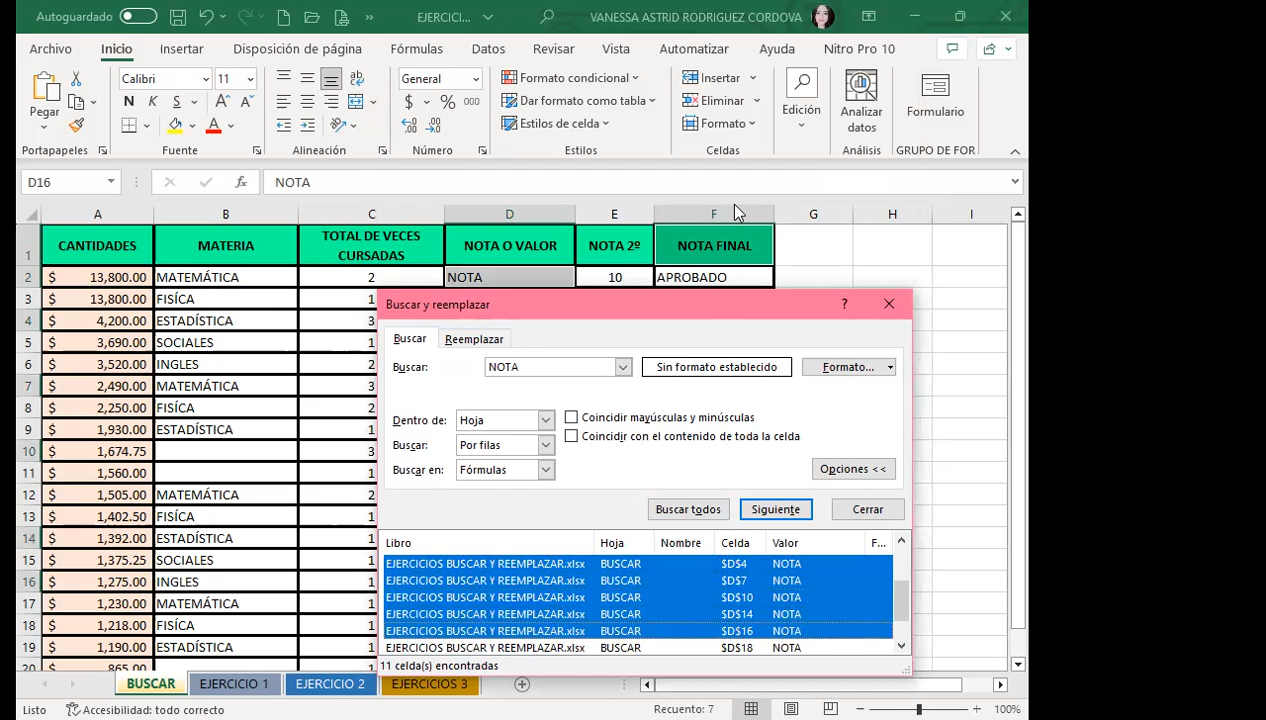 Autoguardado
EJERCICI...
VANESSA ASTRID RODRIGUEZ CORDOVA
Archivo Inicio Insertar Disposición de página Fórmulas Datos Revisar Vista Automatizar Ayuda Nitro Pro 10
Pegar
Calibri 11
N K S
General
$ % 000
Formato condicional
Dar formato como tabla
Estilos de celda
Insertar
Eliminar
Formato
Edición
Analizar datos
Formulario
Portapapeles Fuente Alineación Número Estilos Celdas Análisis GRUPO DE FOR
D16 fx NOTA
A B C D E F G H I
1 CANTIDADES MATERIA TOTAL DE VECES CURSADAS NOTA O VALOR NOTA 2º NOTA FINAL
2 $ 13,800.00 MATEMÁTICA 2 NOTA 10 APROBADO
3 $ 13,800.00 FISÍCA 1
4 $ 4,200.00 ESTADÍSTICA 3
5 $ 3,690.00 SOCIALES 1
6 $ 3,520.00 INGLES 2
7 $ 2,490.00 MATEMÁTICA 3
8 $ 2,250.00 FISÍCA 2
9 $ 1,930.00 ESTADÍSTICA 1
10 $ 1,674.75 3
11 $ 1,560.00 1
12 $ 1,505.00 MATEMÁTICA 2
13 $ 1,402.50 FISÍCA 1
14 $ 1,392.00 ESTADÍSTICA 1
15 $ 1,375.25 SOCIALES 1
16 $ 1,275.00 INGLES 1
17 $ 1,230.00 MATEMÁTICA 1
18 $ 1,218.00 FISÍCA 1
19 $ 1,190.00 ESTADÍSTICA 1
20 $ 865.00 1
Buscar y reemplazar ?
Buscar Reemplazar
Buscar: NOTA Sin formato establecido Formato...
Dentro de: Hoja Coincidir mayúsculas y minúsculas
Buscar: Por filas Coincidir con el contenido de toda la celda
Buscar en: Fórmulas Opciones <<
Buscar todos Siguiente Cerrar
Libro Hoja Nombre Celda Valor F...
EJERCICIOS BUSCAR Y REEMPLAZAR.xlsx BUSCAR $D$4 NOTA
EJERCICIOS BUSCAR Y REEMPLAZAR.xlsx BUSCAR $D$7 NOTA
EJERCICIOS BUSCAR Y REEMPLAZAR.xlsx BUSCAR $D$10 NOTA
EJERCICIOS BUSCAR Y REEMPLAZAR.xlsx BUSCAR $D$14 NOTA
EJERCICIOS BUSCAR Y REEMPLAZAR.xlsx BUSCAR $D$16 NOTA
EJERCICIOS BUSCAR Y REEMPLAZAR.xlsx BUSCAR $D$18 NOTA
11 celda(s) encontradas
BUSCAR EJERCICIO 1 EJERCICIO 2 EJERCICIOS 3
Listo Accesibilidad: todo correcto Recuento: 7 100%